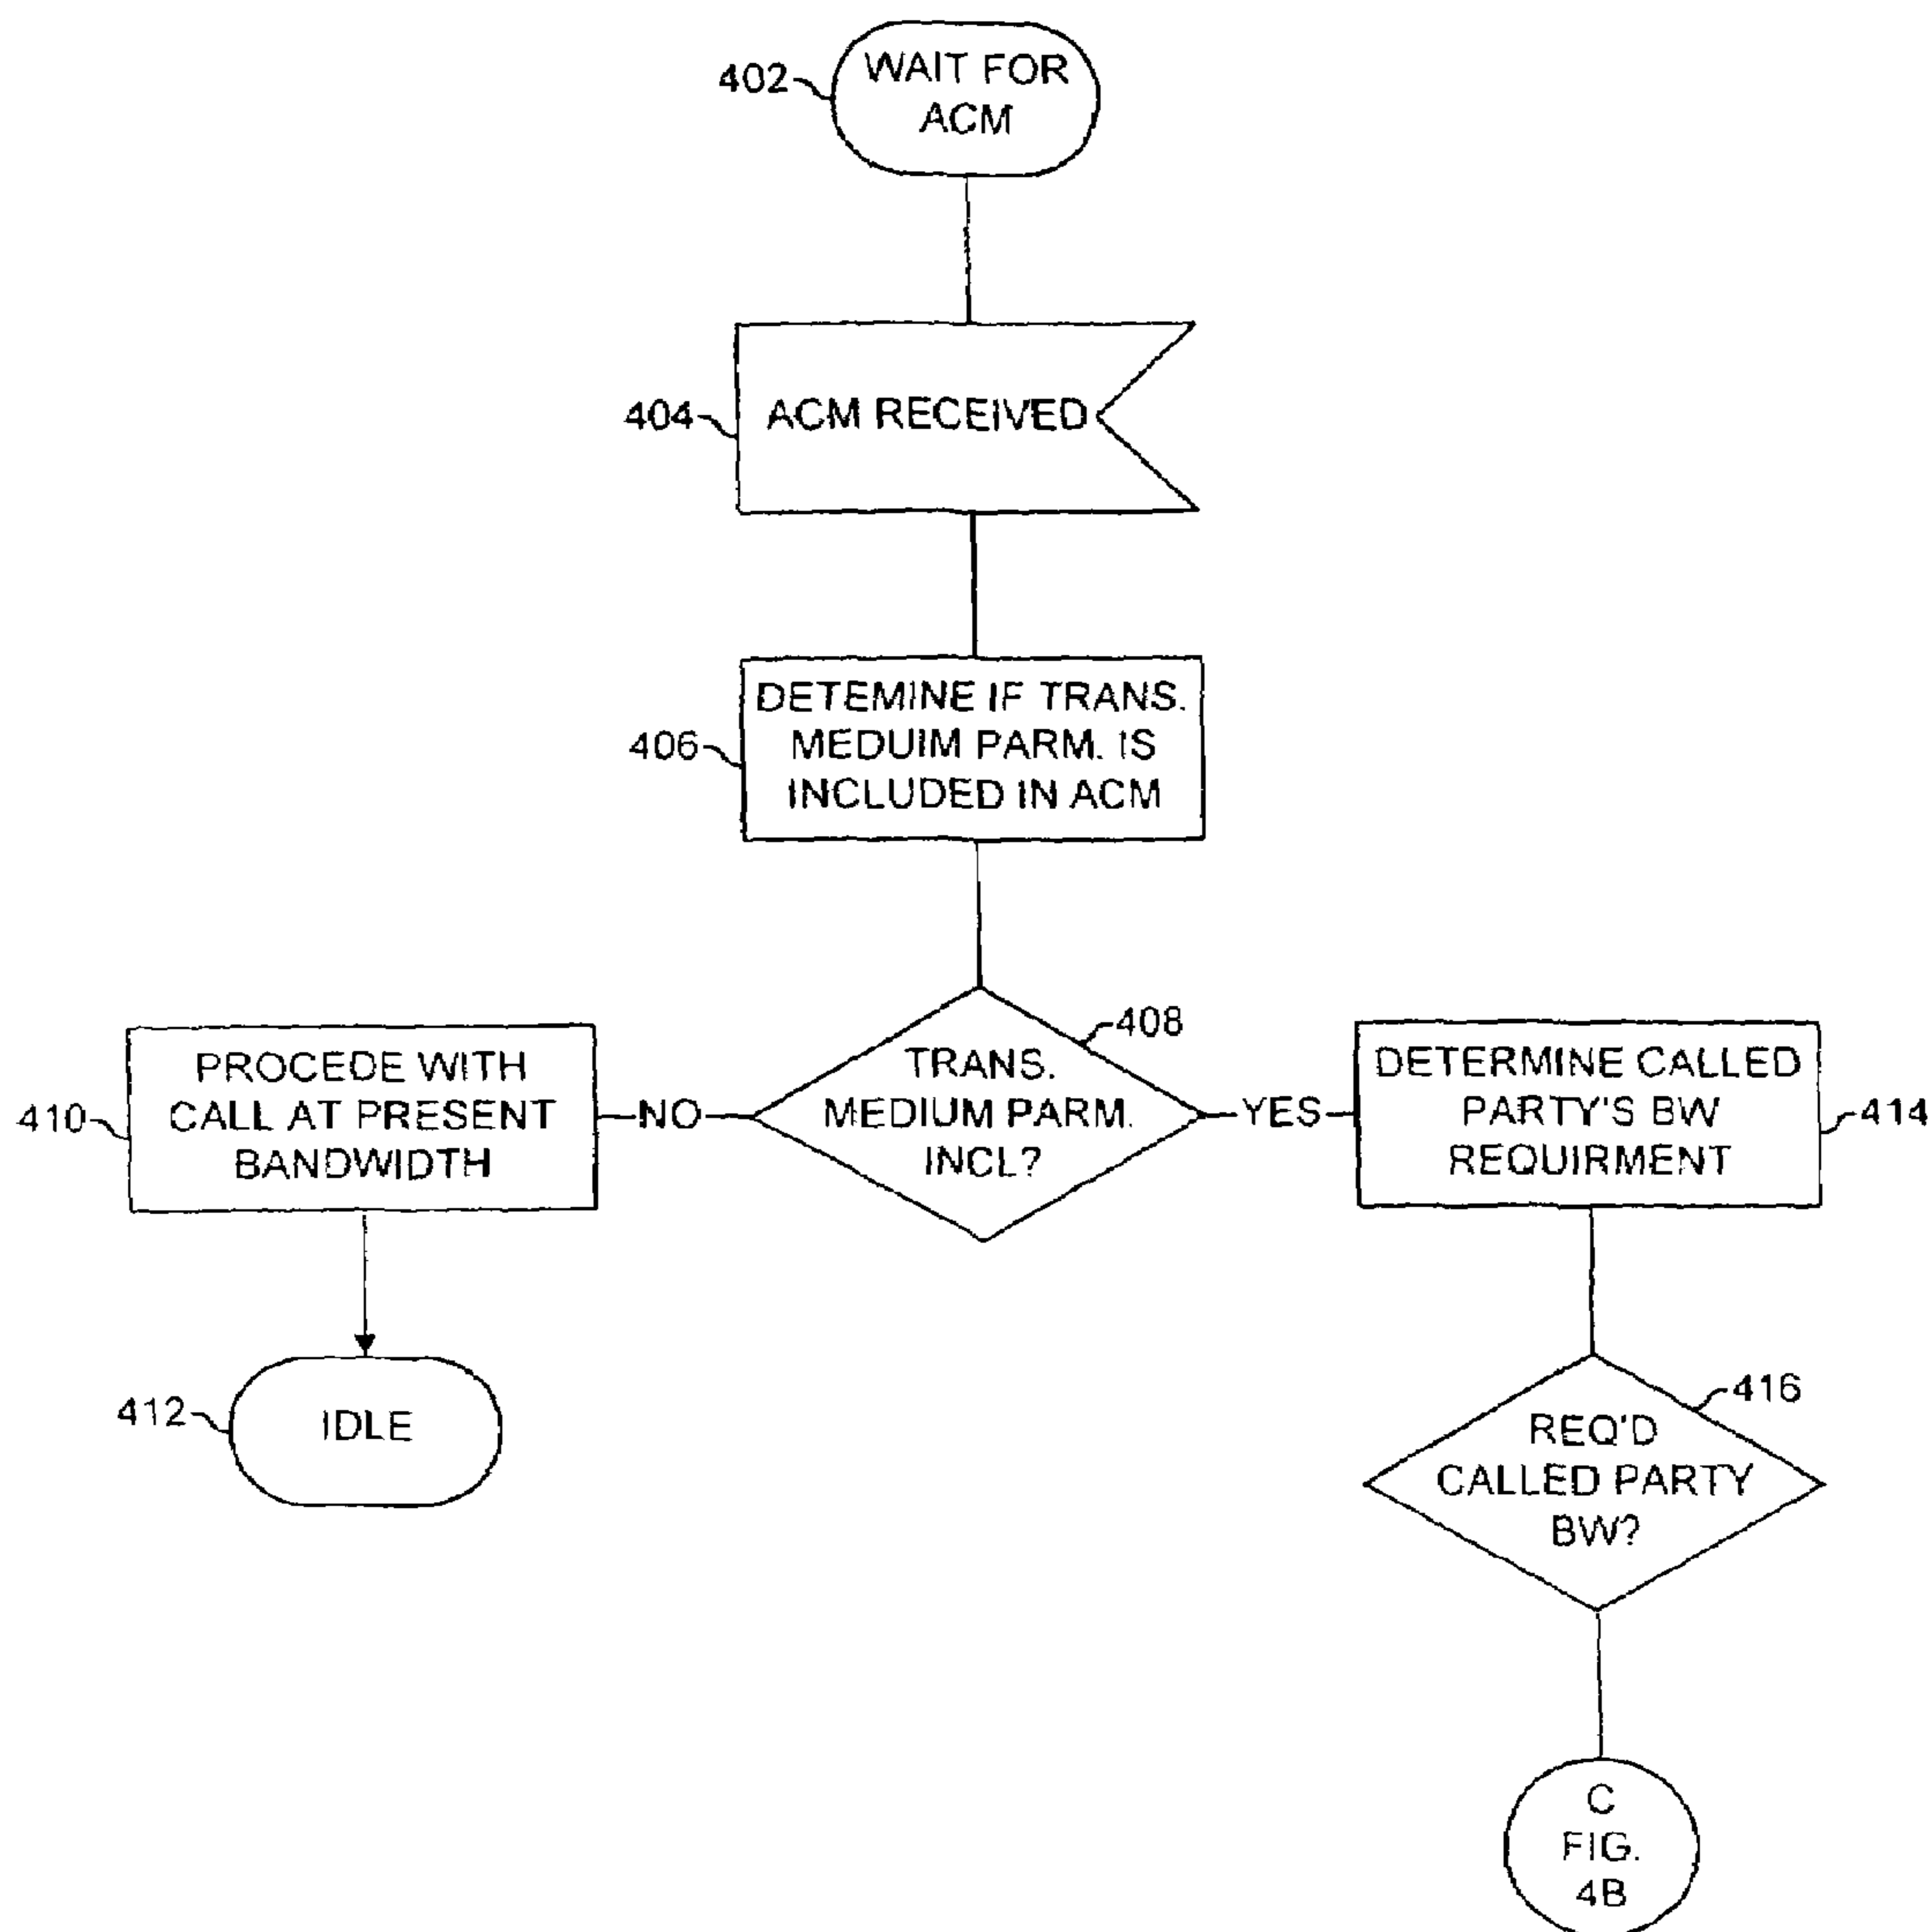 402
WAIT FOR
ACM
404
ACM RECEIVED
406
DETEMINE IF TRANS.
MEDUIM PARM. IS
INCLUDED IN ACM
408
TRANS.
MEDIUM PARM.
INCL?
NO
YES
410
PROCEDE WITH
CALL AT PRESENT
BANDWIDTH
412
IDLE
DETERMINE CALLED
PARTY'S BW
REQUIRMENT
414
416
REQ'D
CALLED PARTY
BW?
C
FIG.
4B